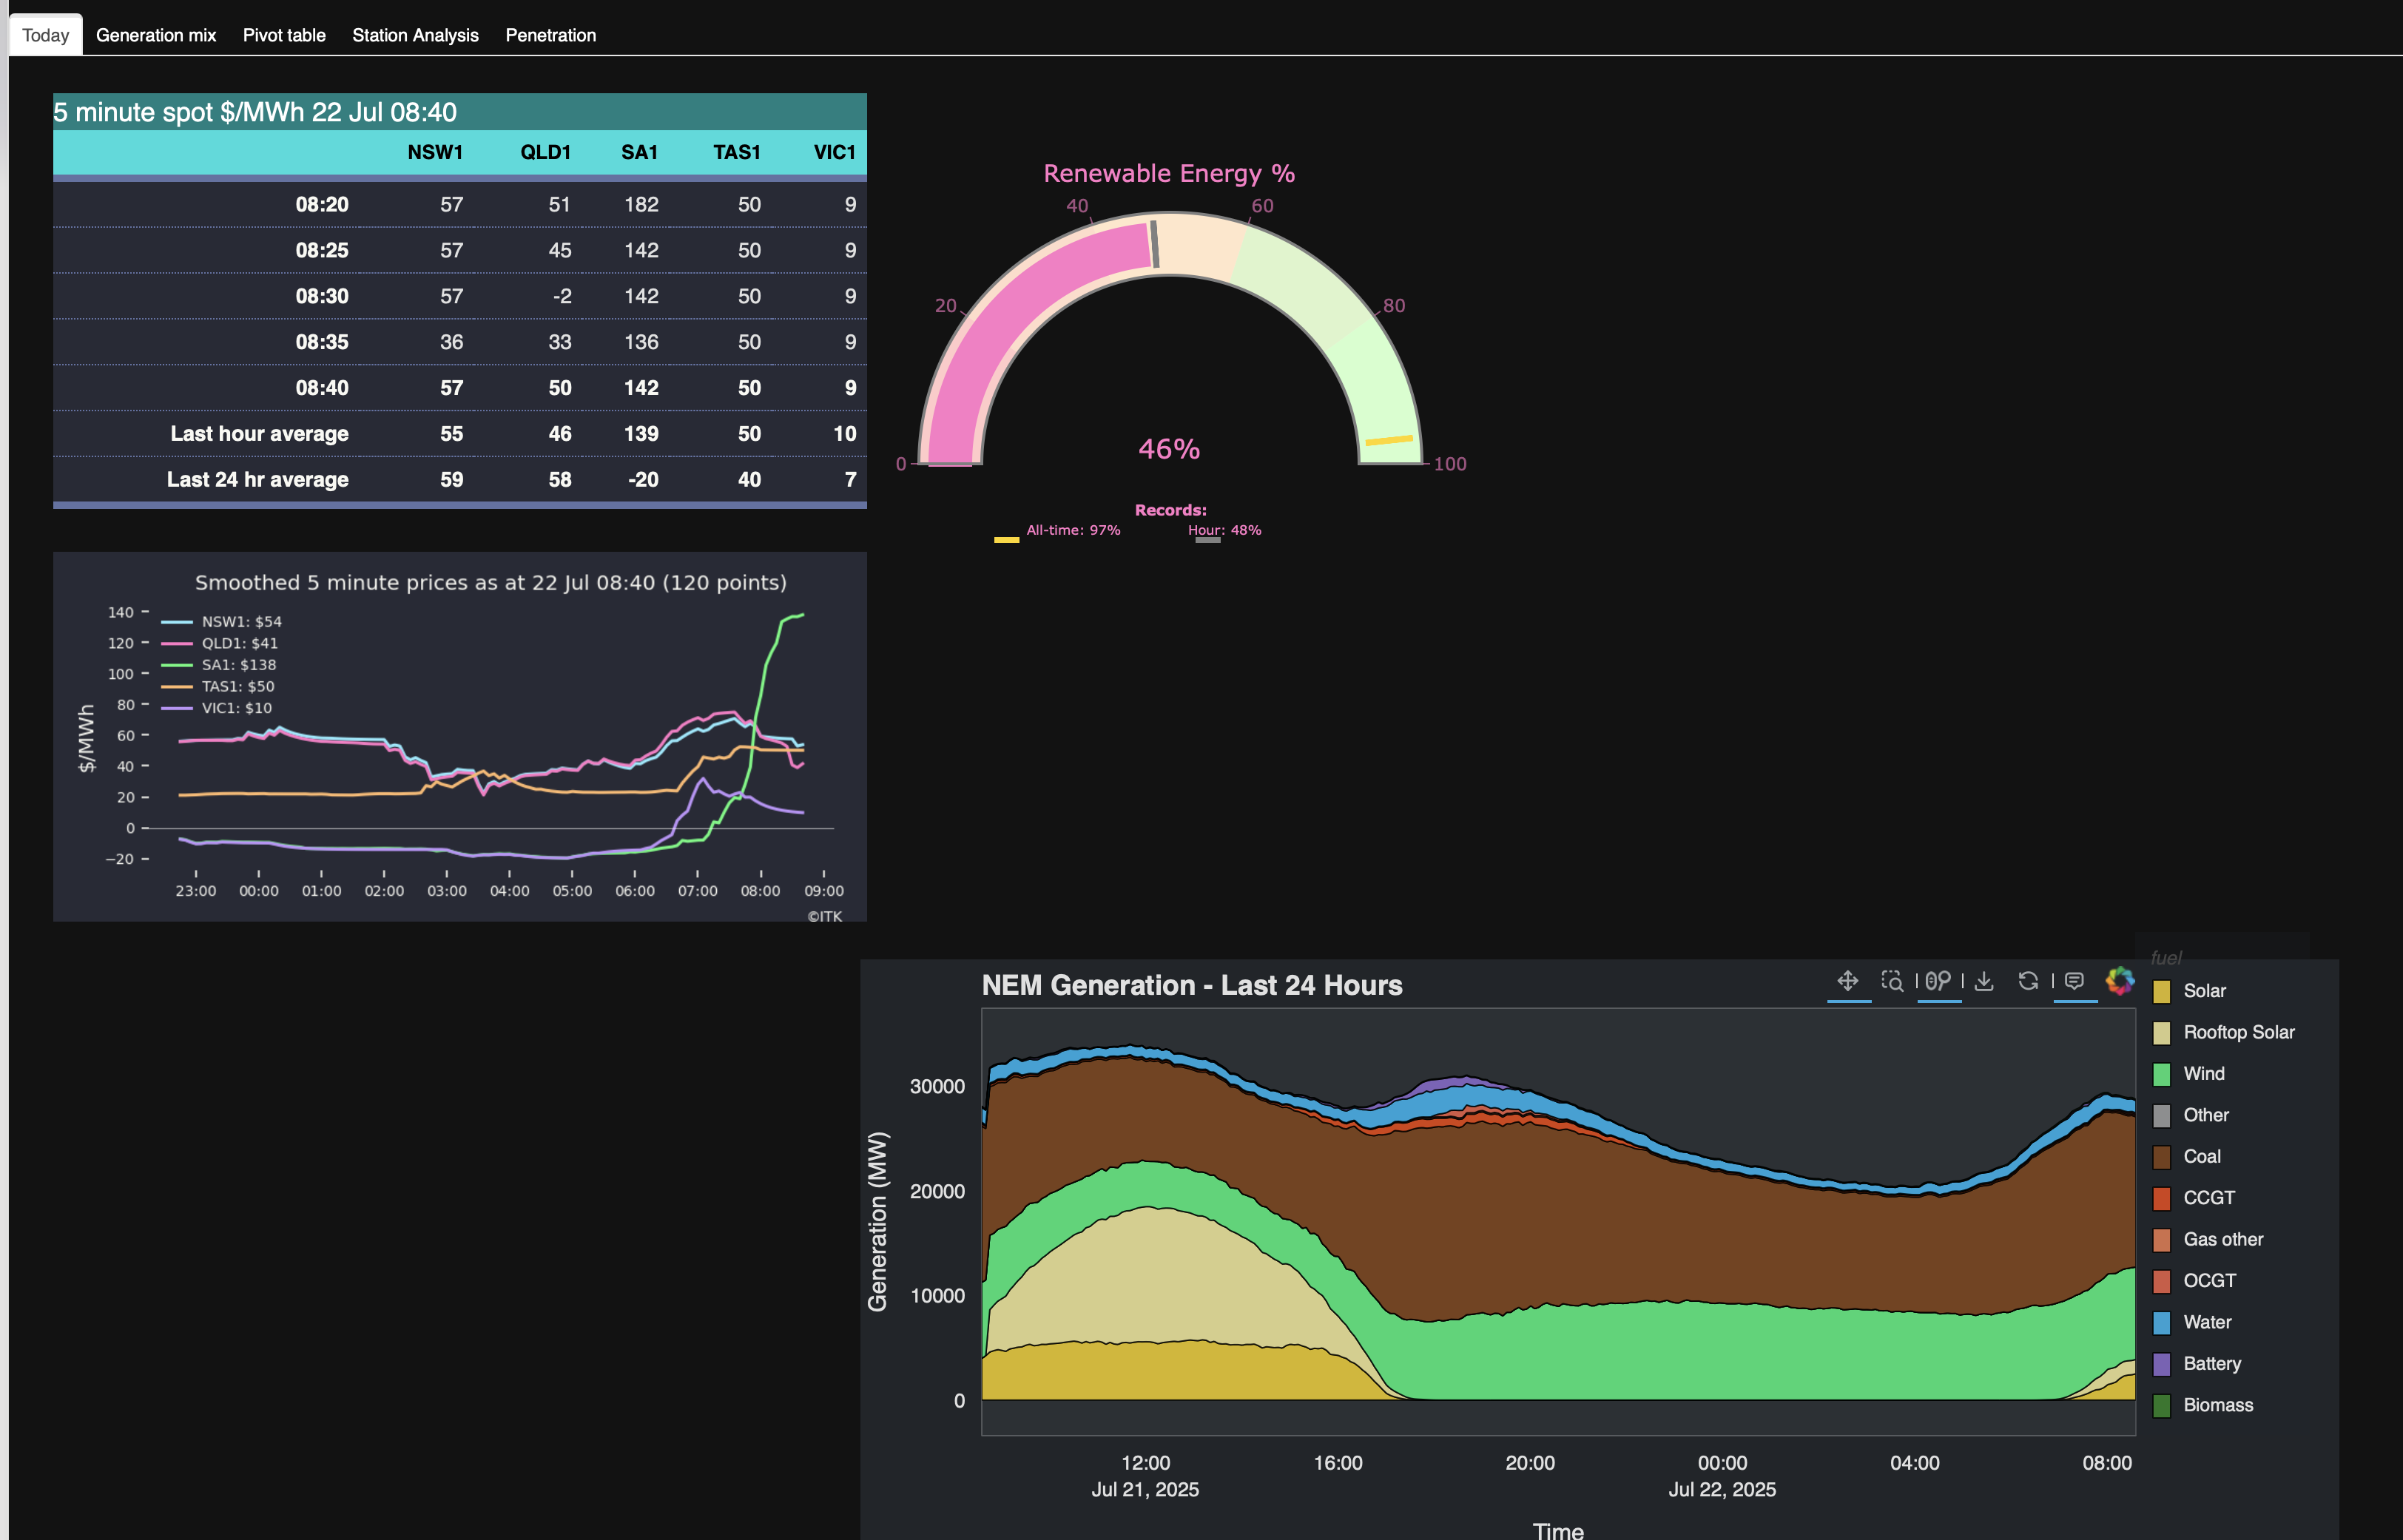 Today Generation mix Pivot table Station Analysis Penetration
5 minute spot $/MWh 22 Jul 08:40
NSW1 QLD1 SA1 TAS1 VIC1
08:20 57 51 182 50 9
08:25 57 45 142 50 9
08:30 57 -2 142 50 9
08:35 36 33 136 50 9
08:40 57 50 142 50 9
Last hour average 55 46 139 50 10
Last 24 hr average 59 58 -20 40 7
Renewable Energy %
40 60
20 80
0 100
46%
Records:
All-time: 97% Hour: 48%
Smoothed 5 minute prices as at 22 Jul 08:40 (120 points)
NSW1: $54
QLD1: $41
SA1: $138
TAS1: $50
VIC1: $10
$/MWh
140
120
100
80
60
40
20
0
−20
23:00 00:00 01:00 02:00 03:00 04:00 05:00 06:00 07:00 08:00 09:00
©ITK
NEM Generation - Last 24 Hours
Generation (MW)
30000
20000
10000
0
12:00 16:00 20:00 00:00 04:00 08:00
Jul 21, 2025 Jul 22, 2025
Time
fuel
Solar
Rooftop Solar
Wind
Other
Coal
CCGT
Gas other
OCGT
Water
Battery
Biomass